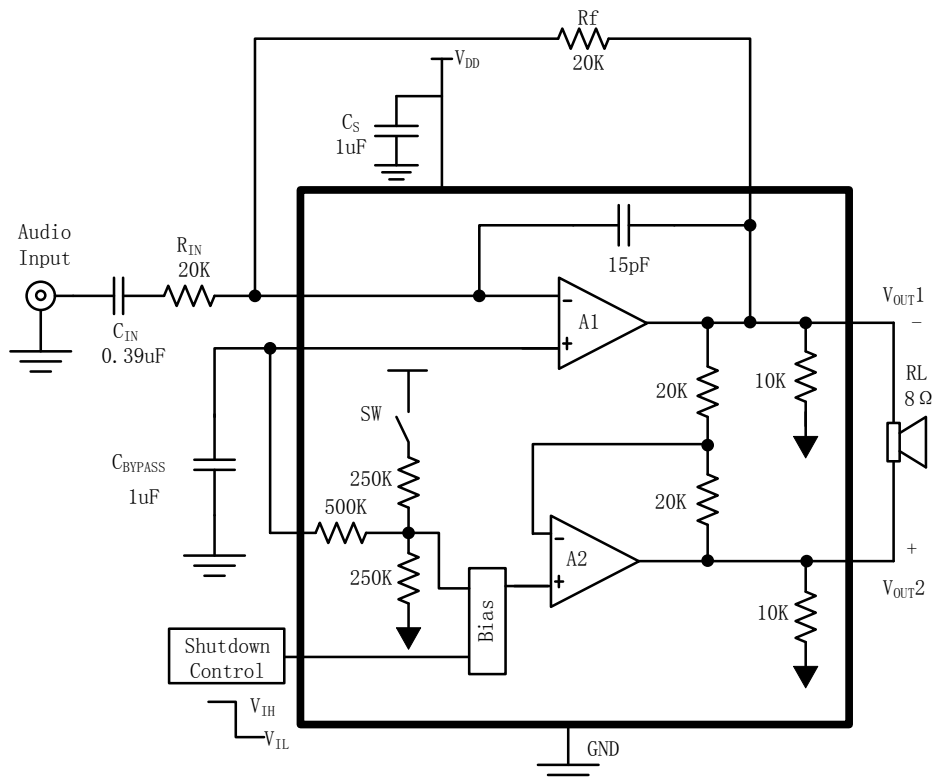 Rf
20K
VDD
CS
1uF
Audio
Input
RIN
20K
CIN
0.39uF
15pF
A1
VOUT1
−
RL
8Ω
20K
10K
SW
CBYPASS
1uF
250K
500K
20K
250K
A2
+
VOUT2
10K
Bias
Shutdown
Control
VIH
VIL
GND